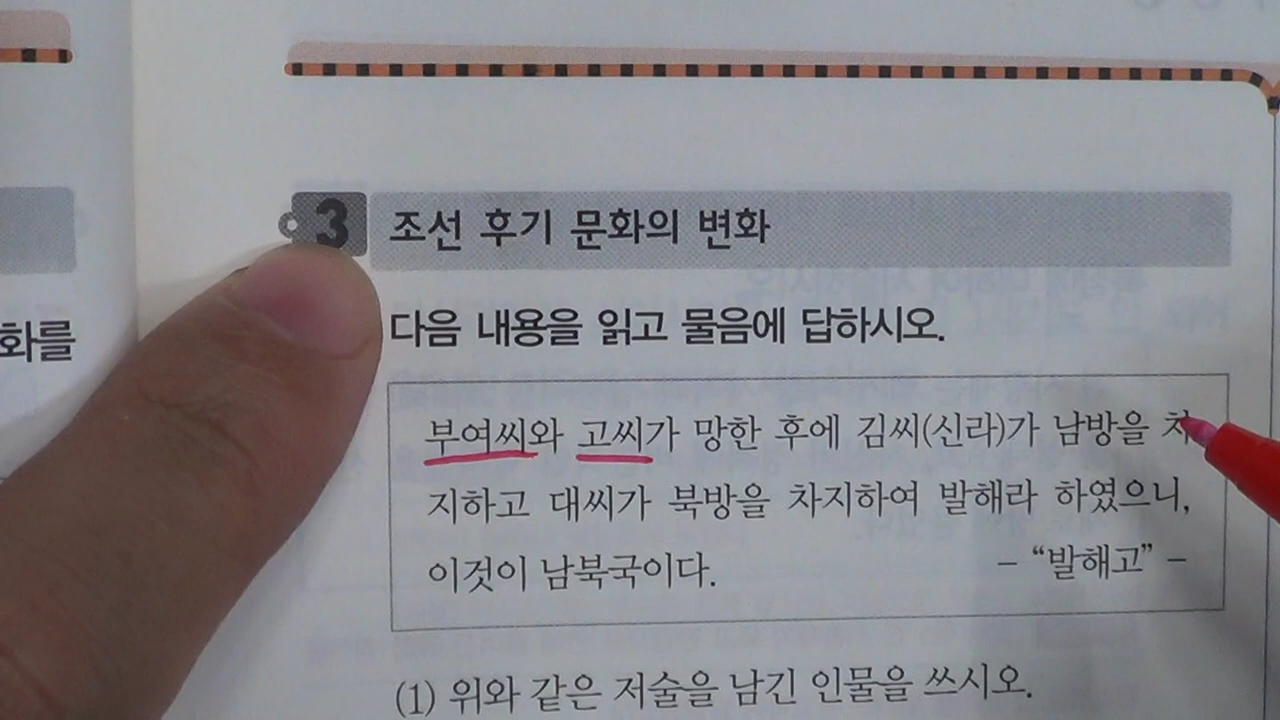 3 조선 후기 문화의 변화
화를
다음 내용을 읽고 물음에 답하시오.
부여씨와 고씨가 망한 후에 김씨(신라)가 남방을 차
지하고 대씨가 북방을 차지하여 발해라 하였으니,
이것이 남북국이다. - “발해고” -
(1) 위와 같은 저술을 남긴 인물을 쓰시오.